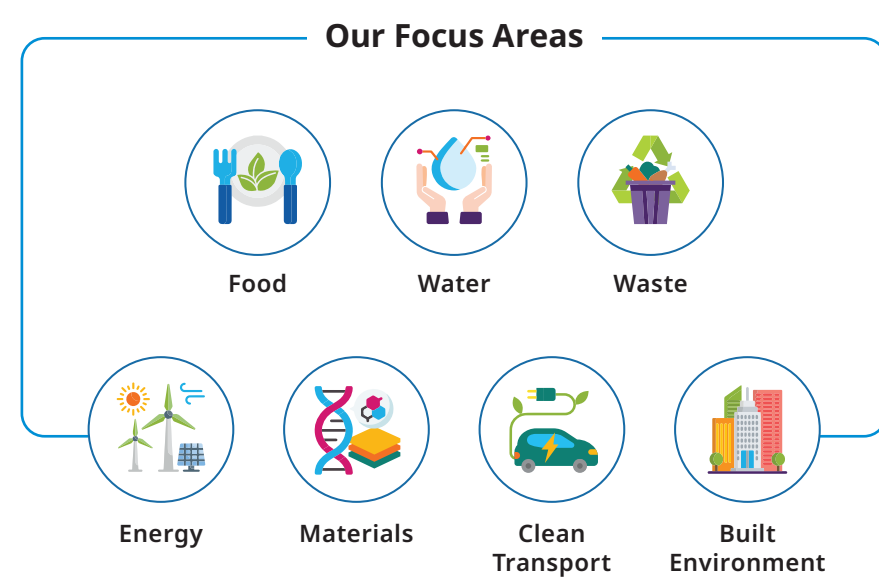 Our Focus Areas
Food
Water
Waste
Energy
Materials
Clean
Transport
Built
Environment